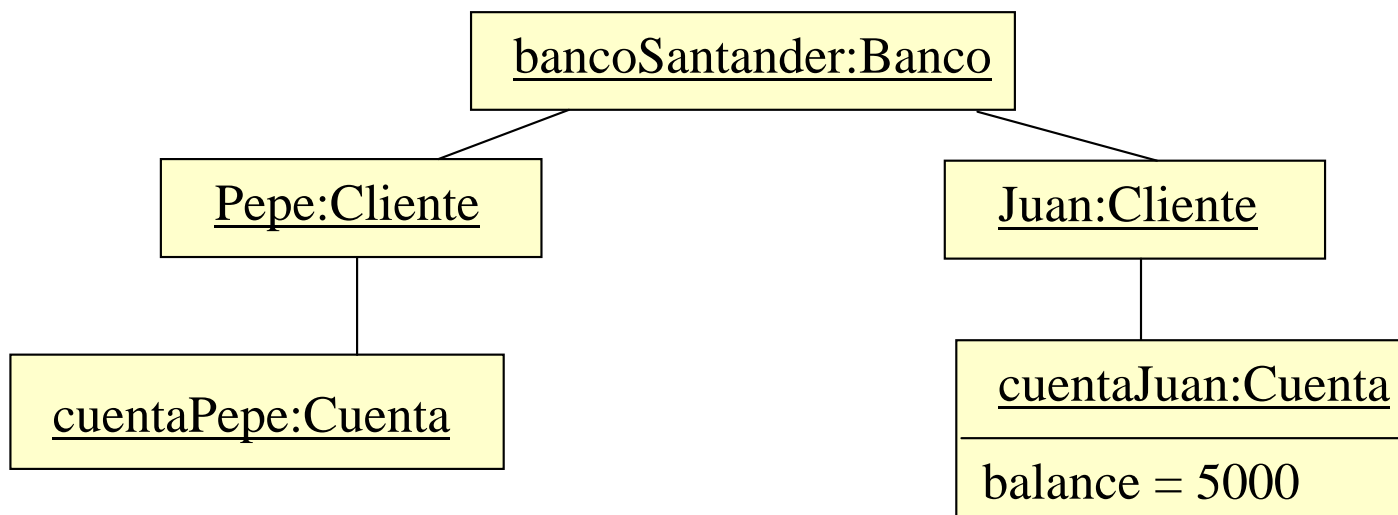 bancoSantander:Banco
Pepe:Cliente
Juan:Cliente
cuentaPepe:Cuenta
cuentaJuan:Cuenta
balance = 5000